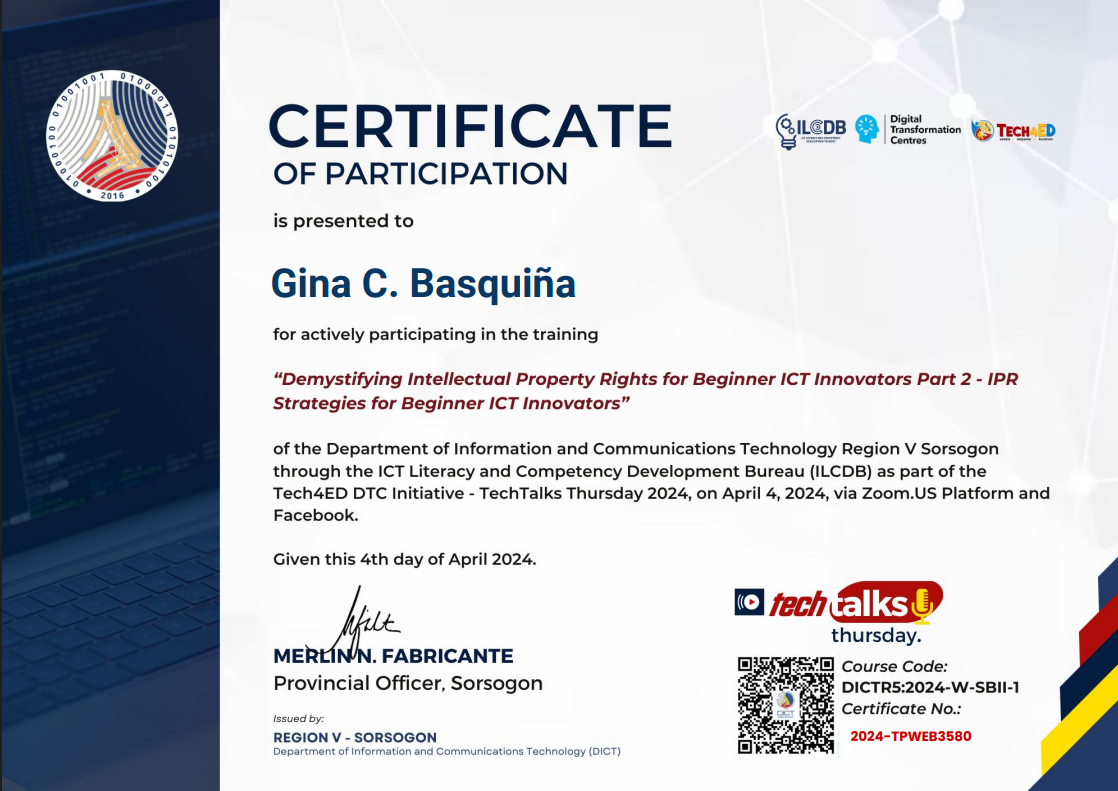 01000100 01001001 01000011 01010100
2016
CERTIFICATE
OF PARTICIPATION
ILCDB
Digital
Transformation
Centres
TECH4ED
is presented to
Gina C. Basquiña
for actively participating in the training
“Demystifying Intellectual Property Rights for Beginner ICT Innovators Part 2 - IPR
Strategies for Beginner ICT Innovators”
of the Department of Information and Communications Technology Region V Sorsogon
through the ICT Literacy and Competency Development Bureau (ILCDB) as part of the
Tech4ED DTC Initiative - TechTalks Thursday 2024, on April 4, 2024, via Zoom.US Platform and
Facebook.
Given this 4th day of April 2024.
MERLIN N. FABRICANTE
Provincial Officer, Sorsogon
Issued by:
REGION V - SORSOGON
Department of Information and Communications Technology (DICT)
tech talks
thursday.
DICT
Course Code:
DICTR5:2024-W-SBII-1
Certificate No.:
2024-TPWEB3580